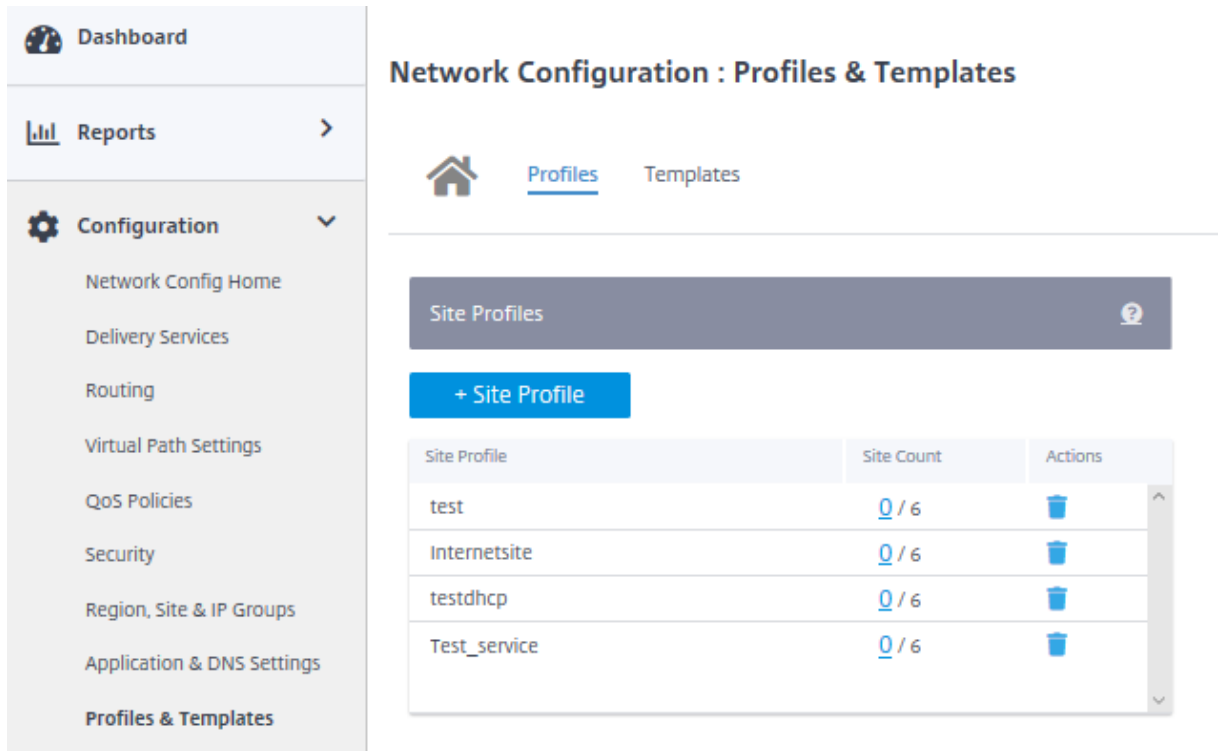 Dashboard
Reports
Configuration
Network Config Home
Delivery Services
Routing
Virtual Path Settings
QoS Policies
Security
Region, Site & IP Groups
Application & DNS Settings
Profiles & Templates
Network Configuration : Profiles & Templates
Profiles Templates
Site Profiles ?
+ Site Profile
Site Profile Site Count Actions
test 0 / 6
Internetsite 0 / 6
testdhcp 0 / 6
Test_service 0 / 6